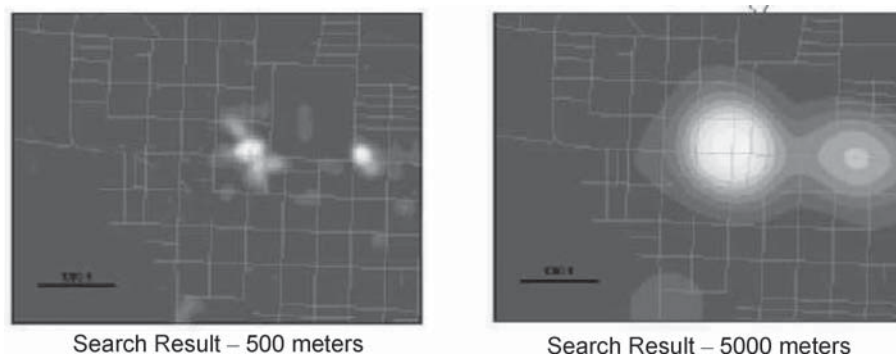 Search Result – 500 meters
Search Result – 5000 meters